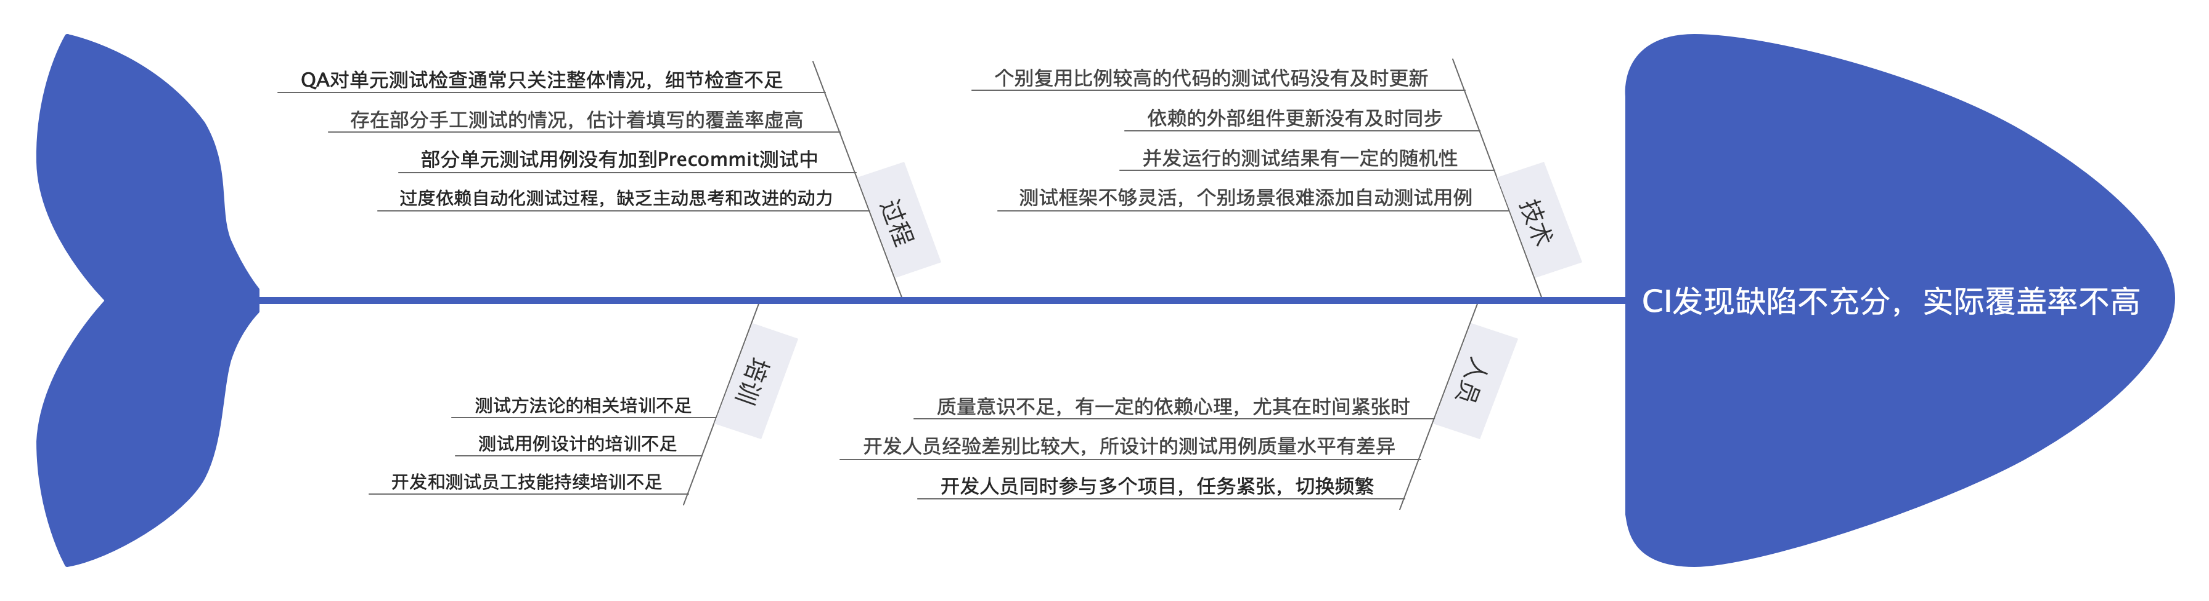 QA对单元测试检查通常只关注整体情况，细节检查不足
存在部分手工测试的情况，估计着填写的覆盖率虚高
部分单元测试用例没有加到Precommit测试中
过度依赖自动化测试过程，缺乏主动思考和改进的动力
过程
个别复用比例较高的代码的测试代码没有及时更新
依赖的外部组件更新没有及时同步
并发运行的测试结果有一定的随机性
测试框架不够灵活，个别场景很难添加自动测试用例
技术
CI发现缺陷不充分，实际覆盖率不高
培训
测试方法论的相关培训不足
测试用例设计的培训不足
开发和测试员工技能持续培训不足
人员
质量意识不足，有一定的依赖心理，尤其在时间紧张时
开发人员经验差别比较大，所设计的测试用例质量水平有差异
开发人员同时参与多个项目，任务紧张，切换频繁